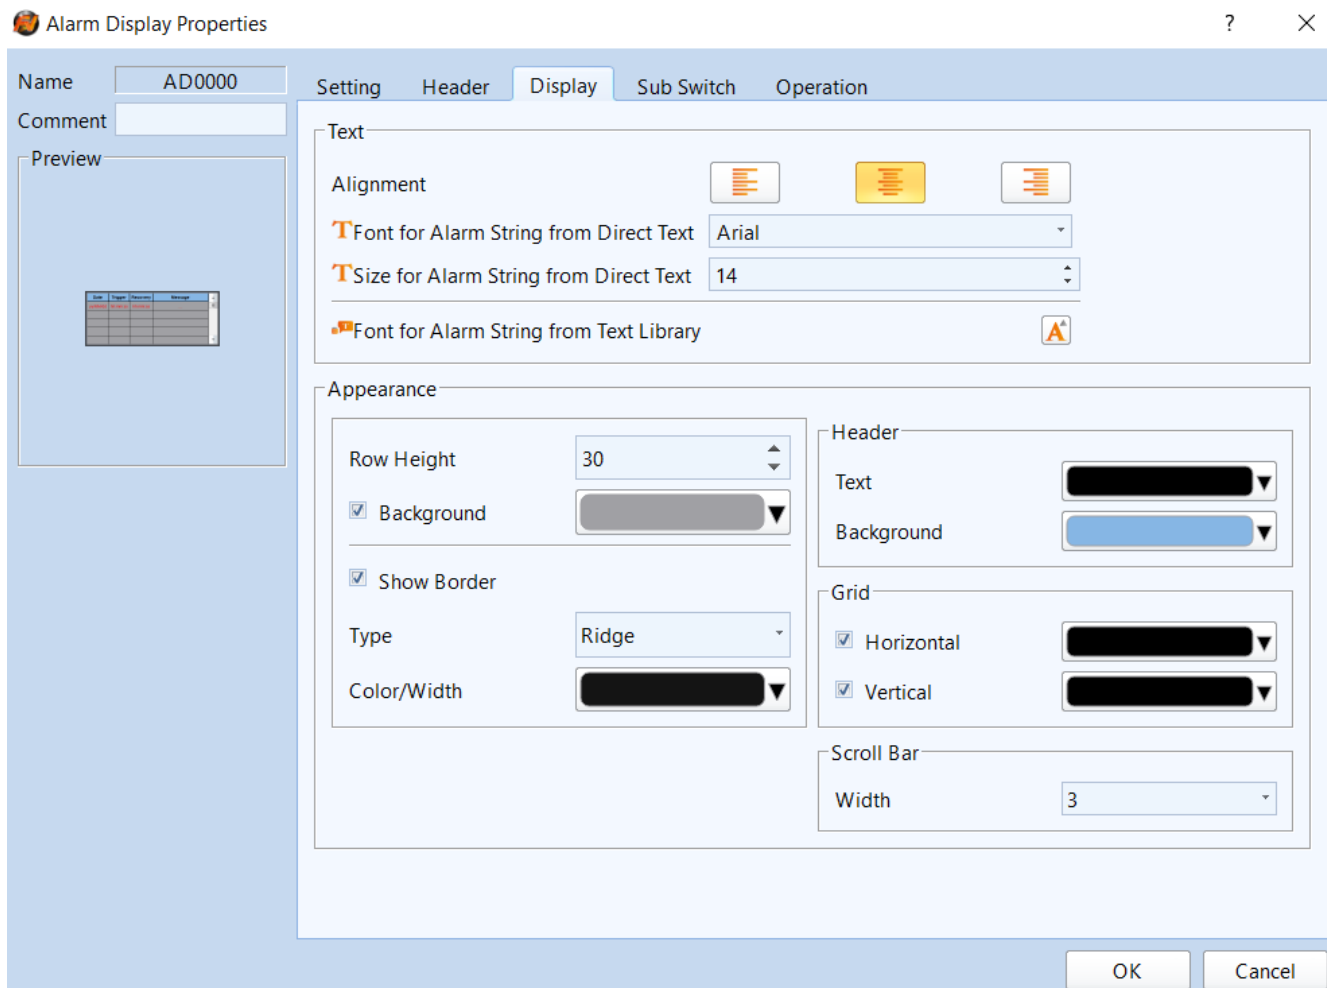 Alarm Display Properties
?
Name AD0000
Comment
Preview
Setting Header Display Sub Switch Operation
Text
Alignment
Font for Alarm String from Direct Text Arial
Size for Alarm String from Direct Text 14
Font for Alarm String from Text Library
Appearance
Row Height 30
Background
Show Border
Type Ridge
Color/Width
Header
Text
Background
Grid
Horizontal
Vertical
Scroll Bar
Width 3
OK Cancel